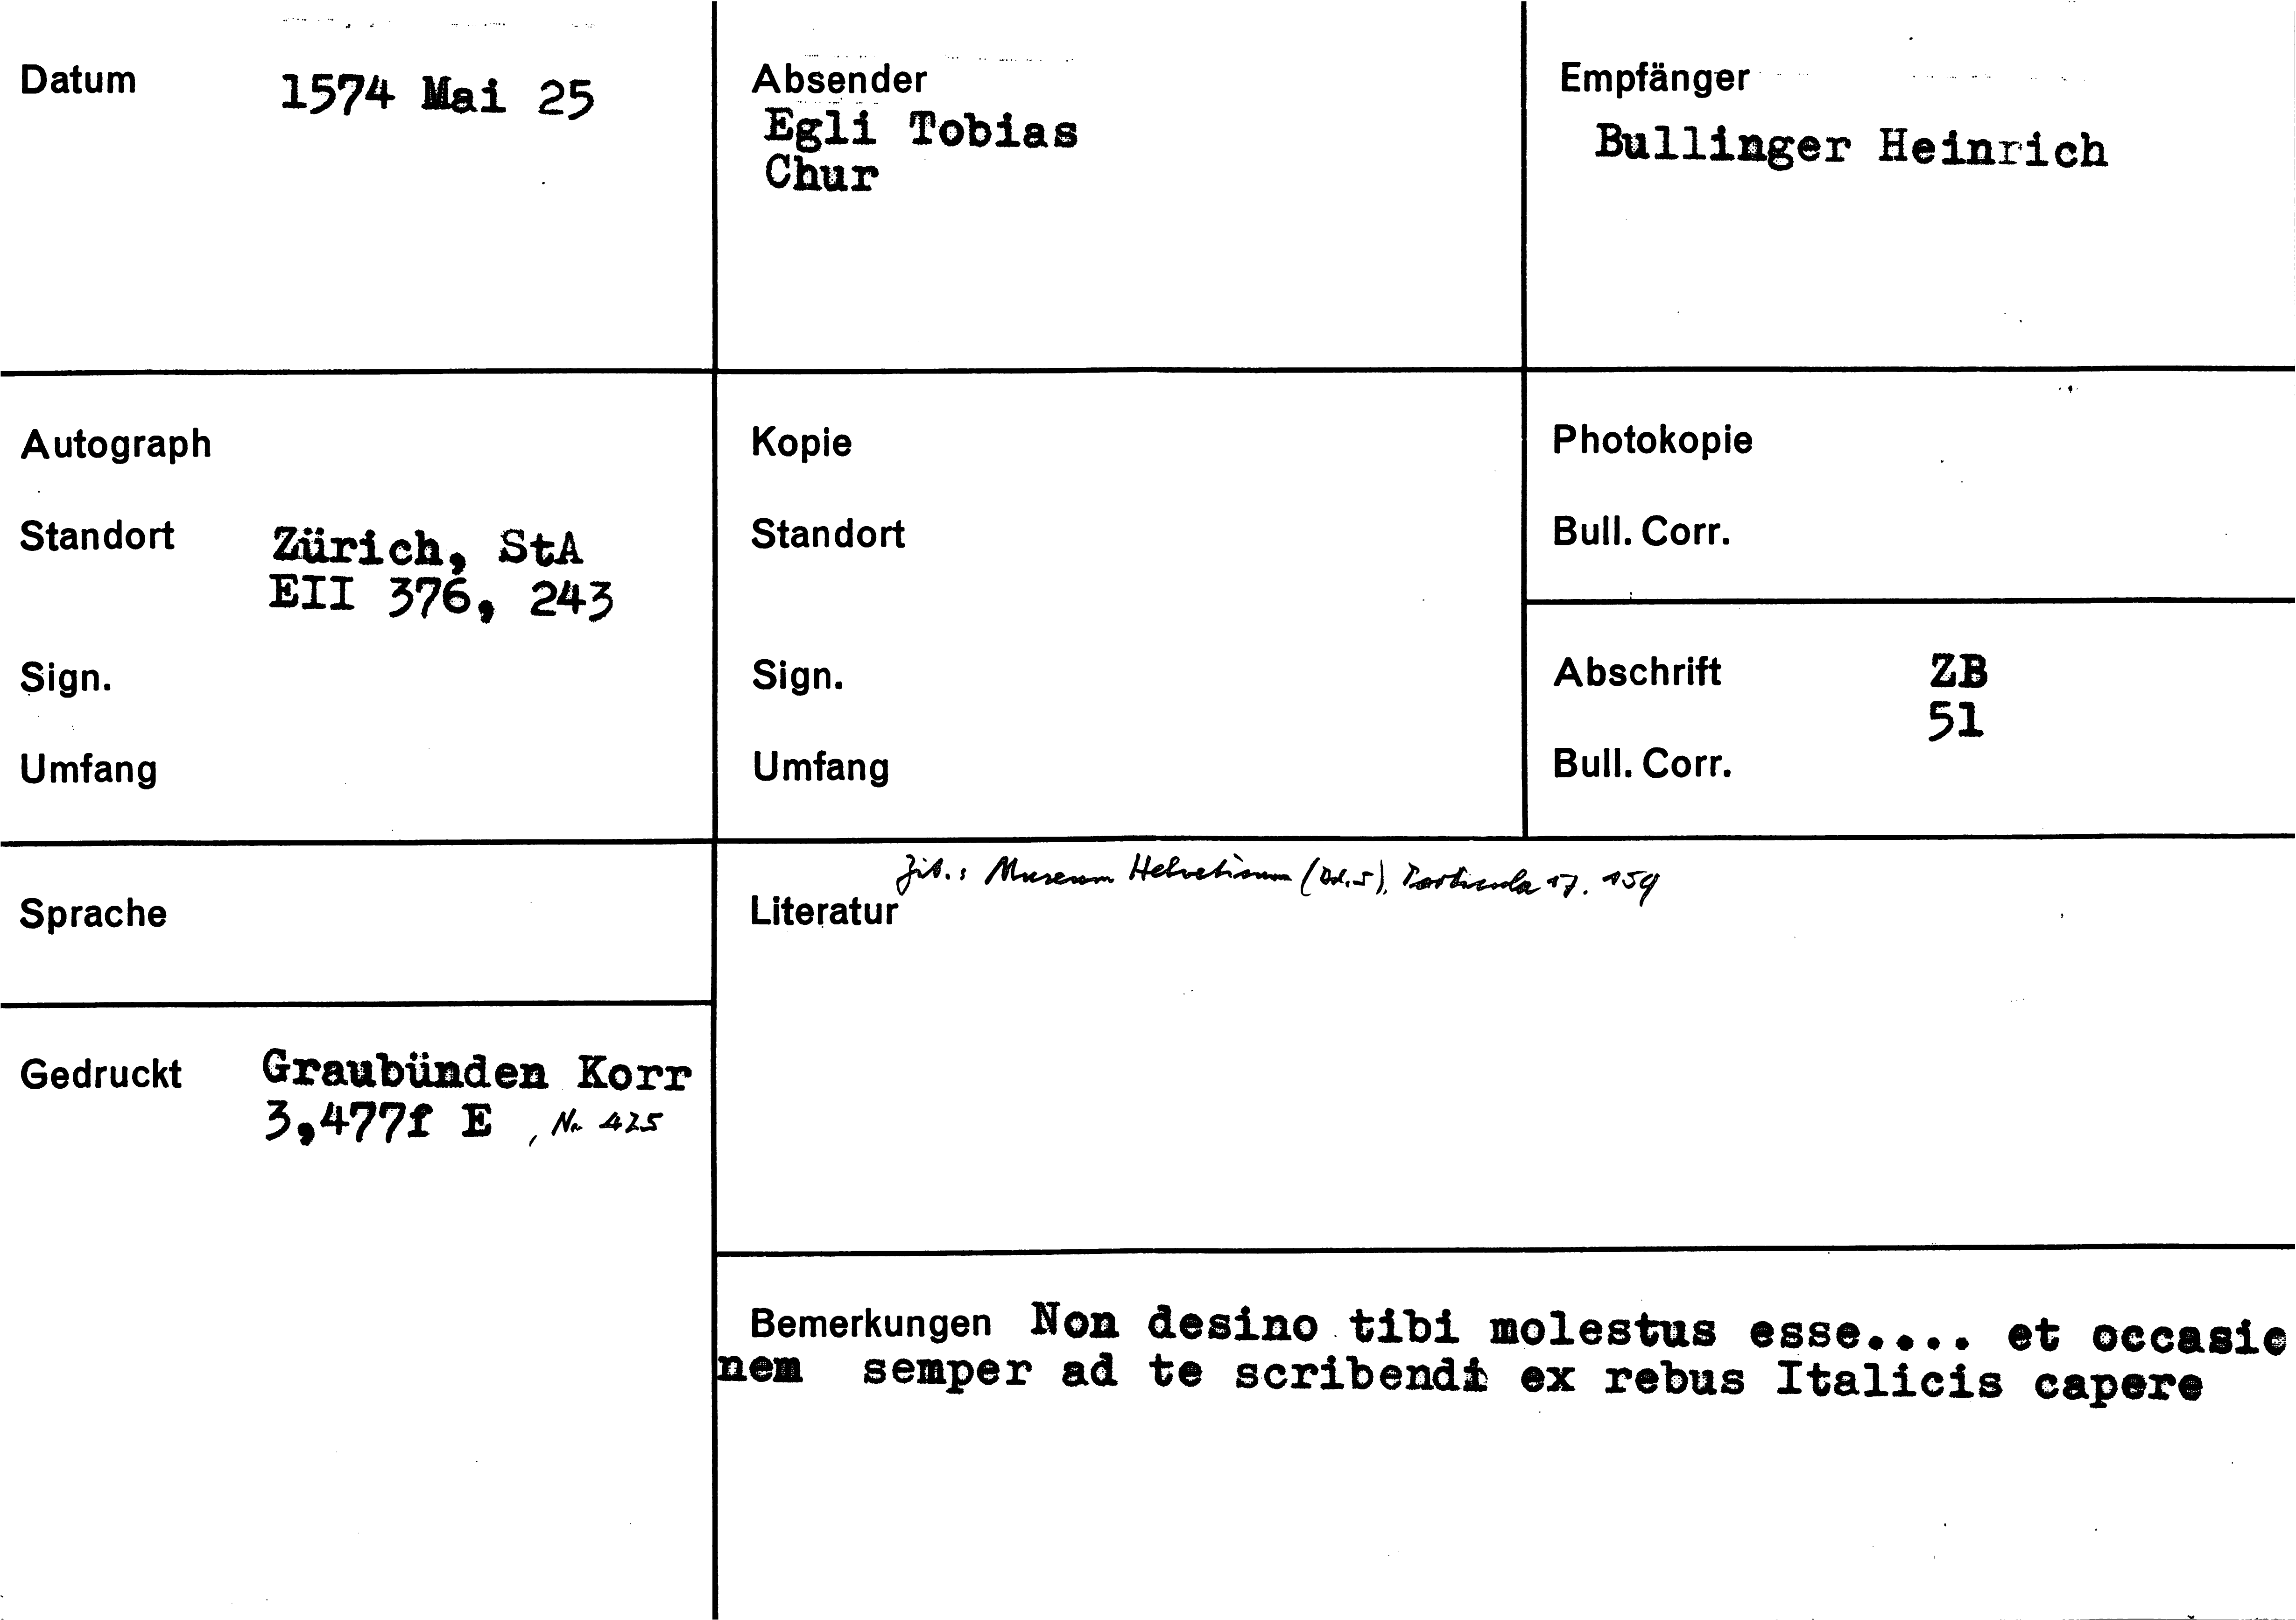 Datum 1574 Mai 25
Absender
Egli Tobias
Chur
Empfänger
Bullinger Heinrich
Autograph
Standort Zürich, StA
EII 376, 243
Sign.
Umfang
Kopie
Standort
Sign.
Umfang
Photokopie
Bull. Corr.
Abschrift ZB
51
Bull. Corr.
Sprache
Zit.: Museum Helveticum (Bd. 5), Particula 17. 159
Literatur
Gedruckt Graubünden Korr
3,477f E , Nr. 425
Bemerkungen Non desino tibi molestus esse.... et occasio
nem semper ad te scribendi ex rebus Italicis capere